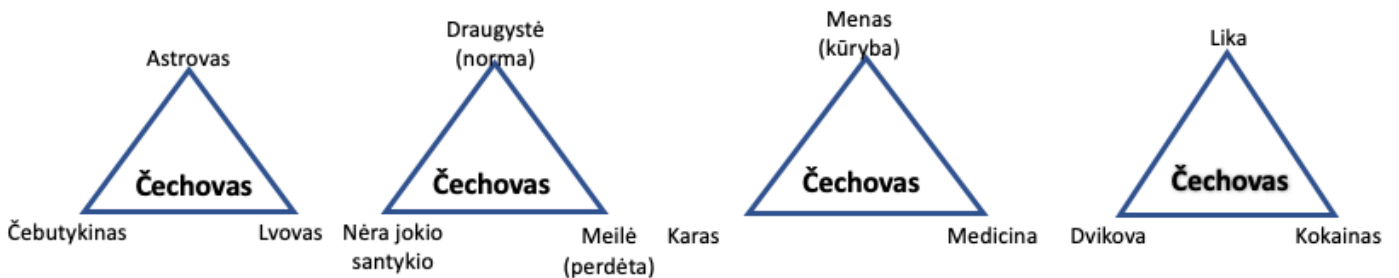 Astrovas
Čechovas
Čebutykinas
Lvovas
Draugystė
(norma)
Čechovas
Nėra jokio
santykio
Meilė
(perdėta)
Menas
(kūryba)
Čechovas
Karas
Medicina
Lika
Čechovas
Dvikova
Kokainas